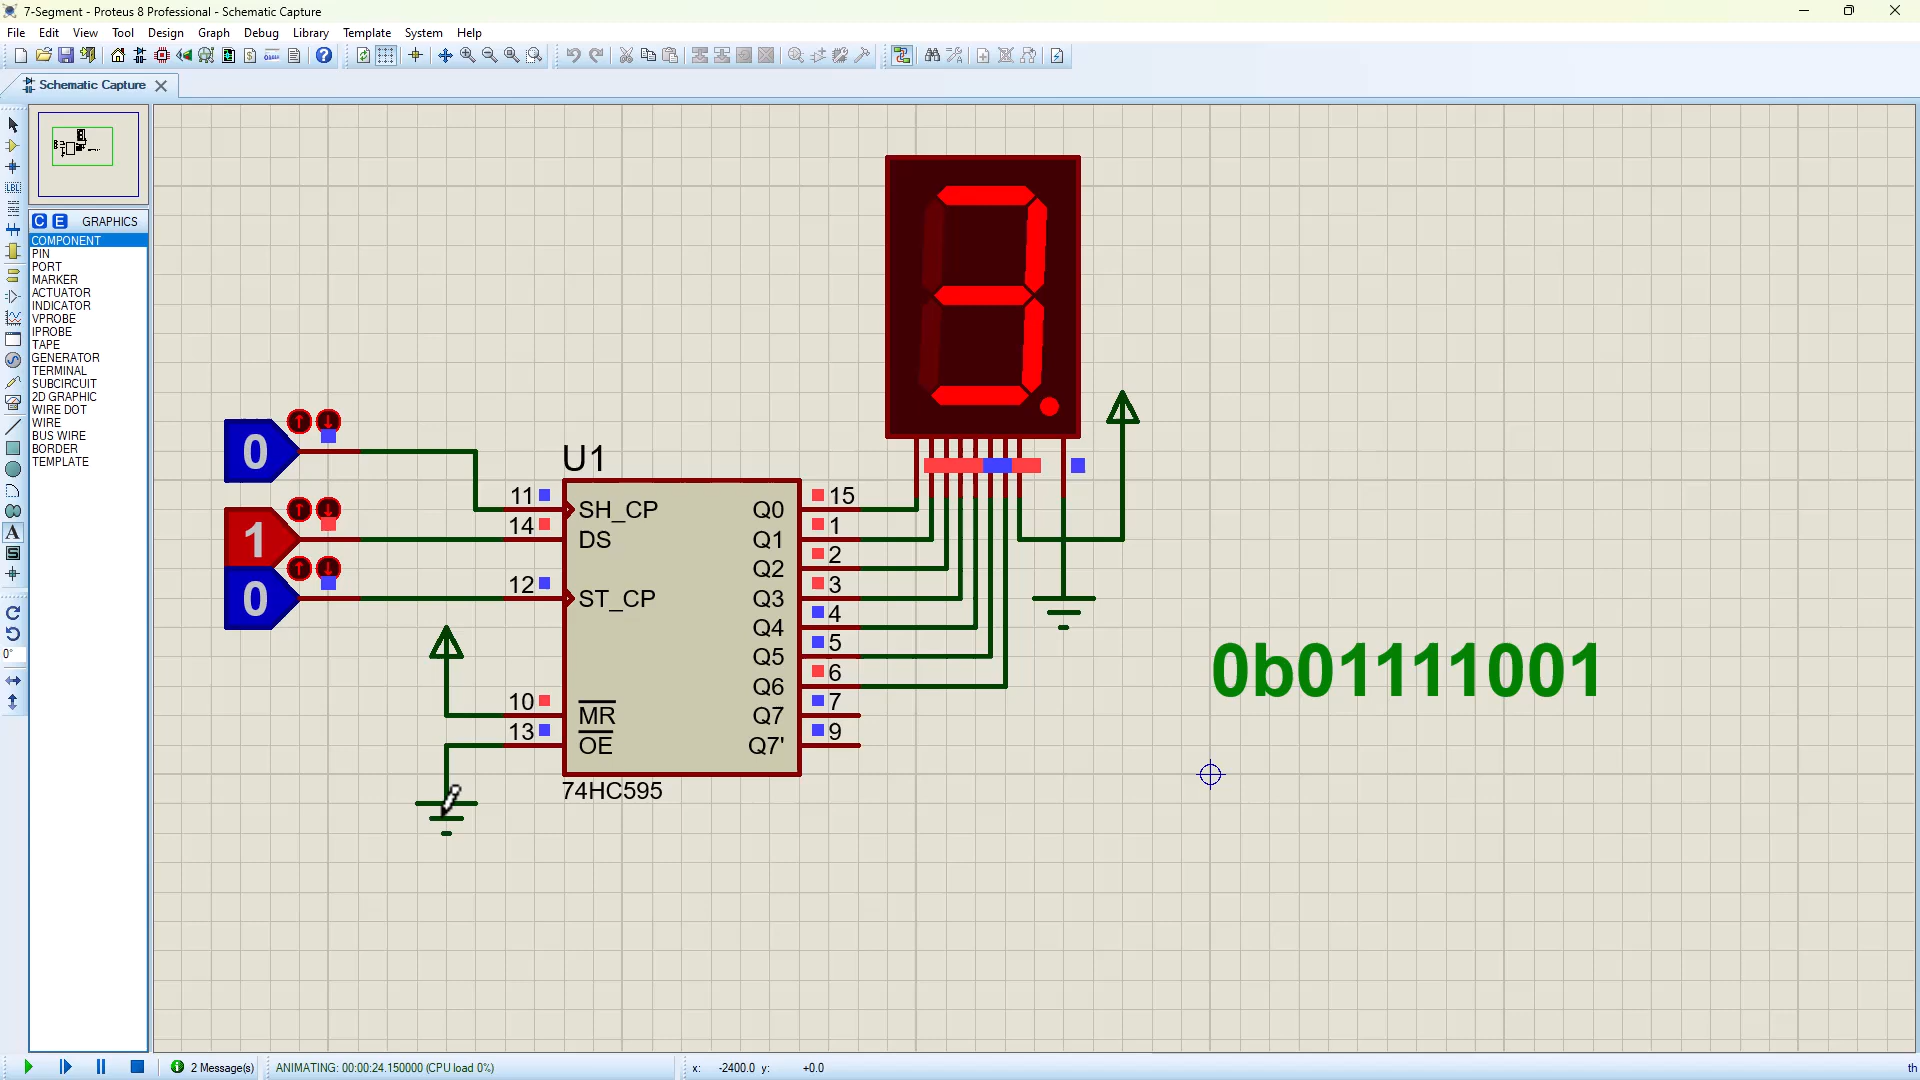 7-Segment - Proteus 8 Professional - Schematic Capture
File Edit View Tool Design Graph Debug Library Template System Help
Schematic Capture
C E GRAPHICS
COMPONENT
PIN
PORT
MARKER
ACTUATOR
INDICATOR
VPROBE
IPROBE
TAPE
GENERATOR
TERMINAL
SUBCIRCUIT
2D GRAPHIC
WIRE DOT
WIRE
BUS WIRE
BORDER
TEMPLATE
LBL
A
S
0°
0
1
0
U1
11 SH_CP
14 DS
12 ST_CP
10 MR
13 OE
Q0 15
Q1 1
Q2 2
Q3 3
Q4 4
Q5 5
Q6 6
Q7 7
Q7' 9
74HC595
3
0b01111001
2 Message(s)
ANIMATING: 00:00:24.150000 (CPU load 0%)
x: -2400.0 y: +0.0
th